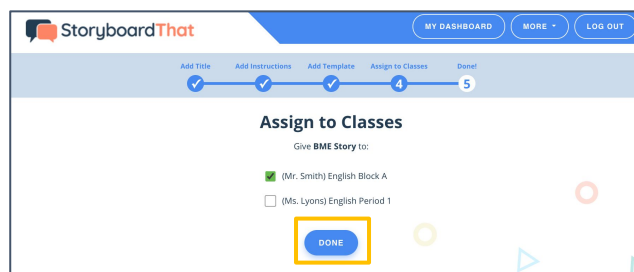 StoryboardThat
MY DASHBOARD
MORE
LOG OUT
Add Title
Add Instructions
Add Template
Assign to Classes
Done!
4
5
Assign to Classes
Give BME Story to:
(Mr. Smith) English Block A
(Ms. Lyons) English Period 1
DONE